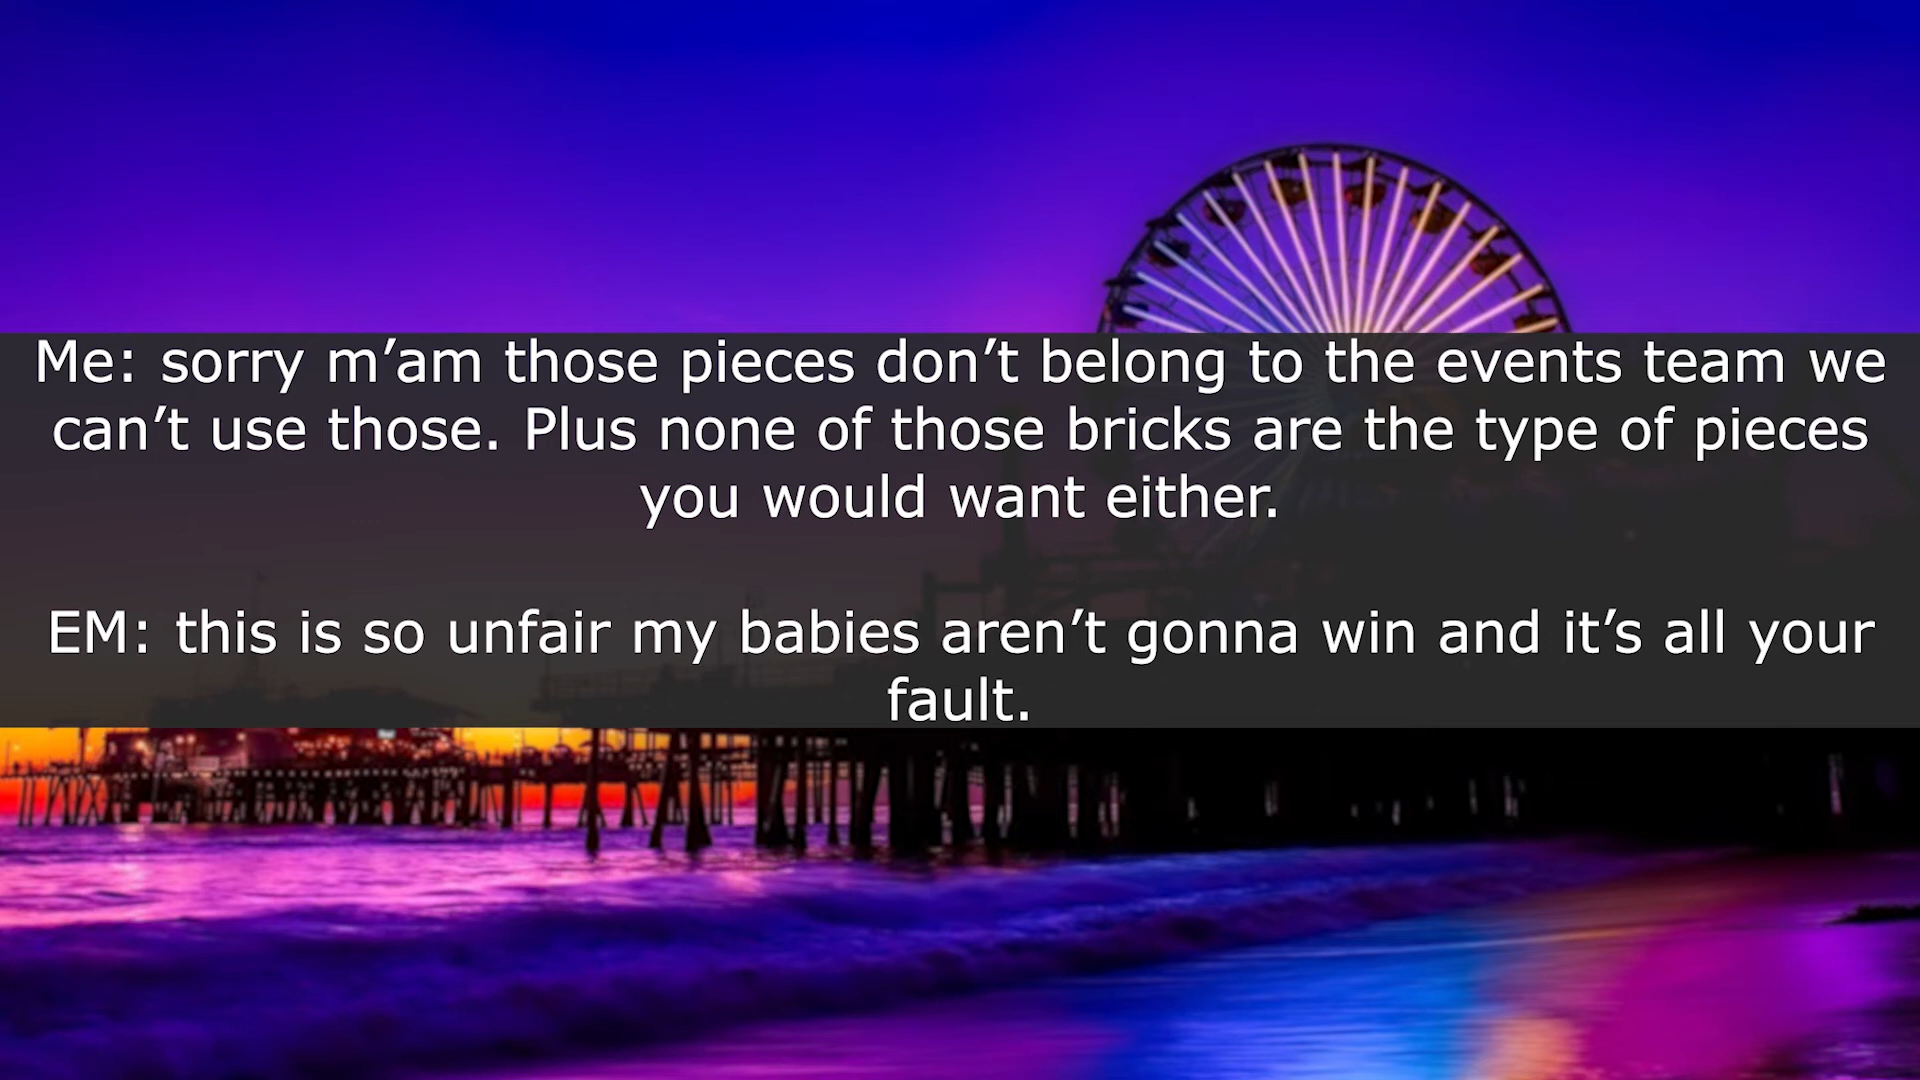 Me: sorry m’am those pieces don’t belong to the events team we
can’t use those. Plus none of those bricks are the type of pieces
you would want either.
EM: this is so unfair my babies aren’t gonna win and it’s all your
fault.